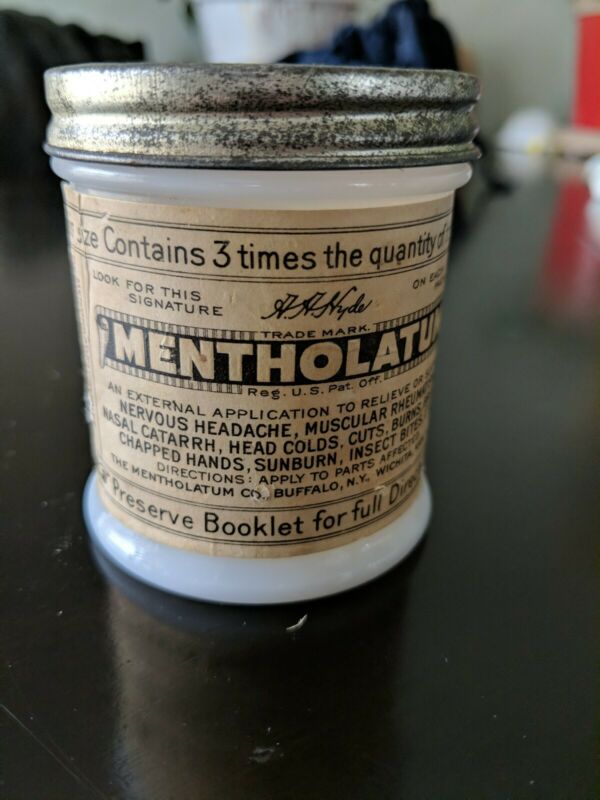 size Contains 3 times the quantity of
LOOK FOR THIS
SIGNATURE
A.A. Hyde
ON EACH
TRADE MARK.
MENTHOLATUM
Reg. U.S. Pat. Off.
AN EXTERNAL APPLICATION TO RELIEVE OR
NERVOUS HEADACHE, MUSCULAR RHEUM
NASAL CATARRH, HEAD COLDS, CUTS, BURNS,
CHAPPED HANDS, SUNBURN, INSECT BITES,
DIRECTIONS: APPLY TO PARTS AFFECTED
THE MENTHOLATUM CO., BUFFALO, N.Y., WICHITA,
Preserve Booklet for full Direc